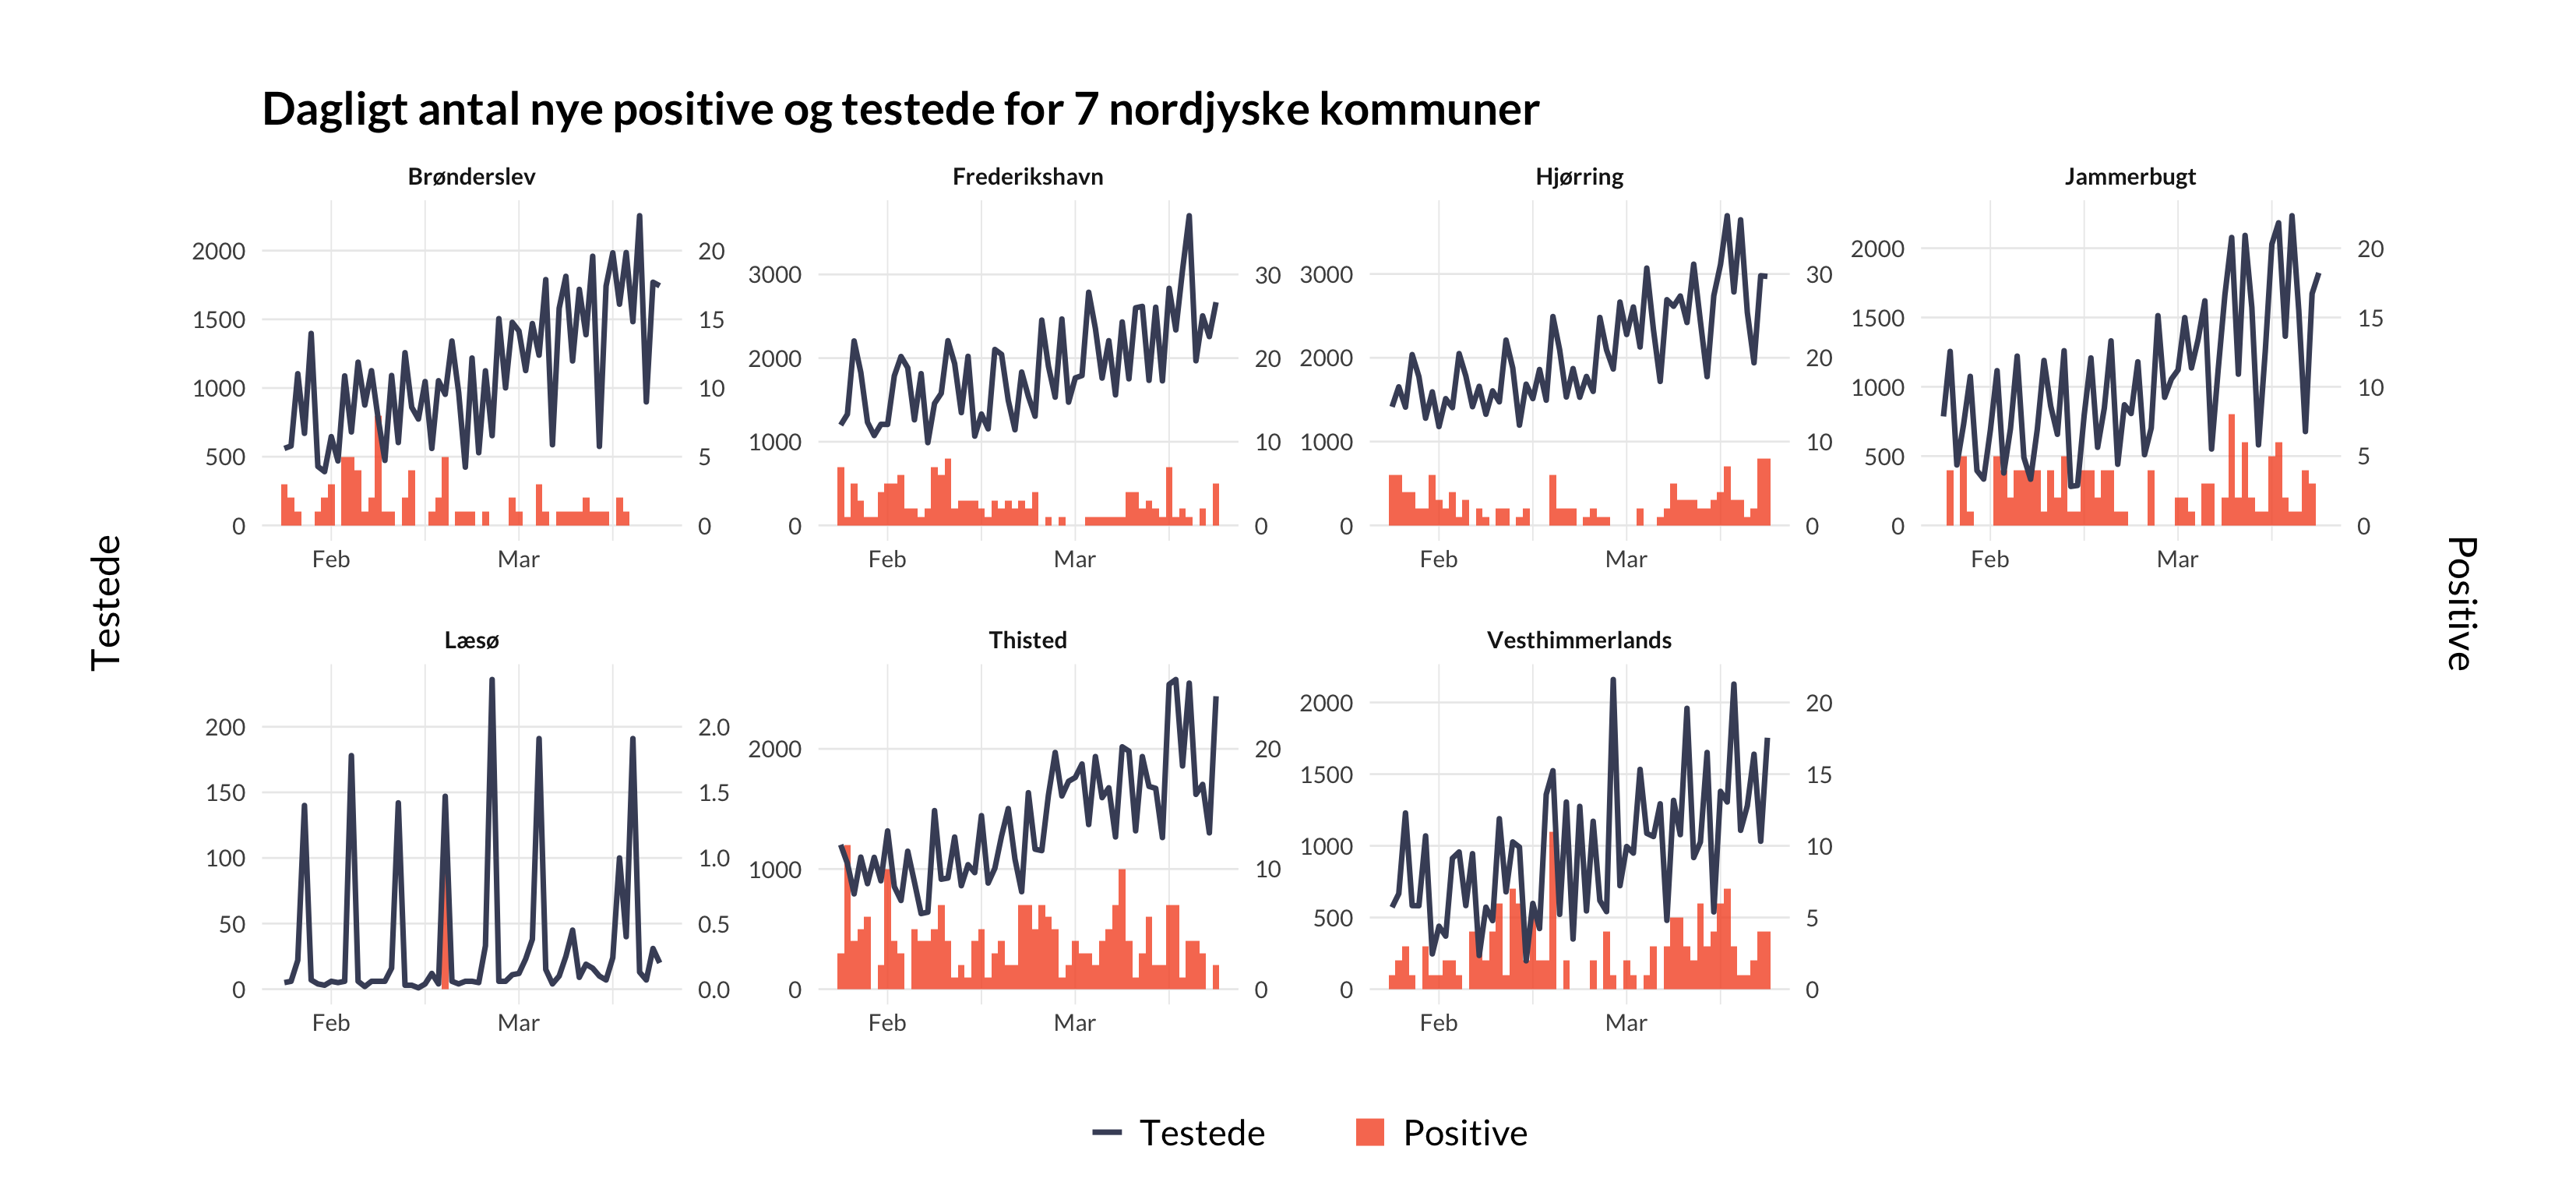 Dagligt antal nye positive og testede for 7 nordjyske kommuner
Testede
Positive
Brønderslev
2000
1500
1000
500
0
20
15
10
5
0
Feb
Mar
Frederikshavn
3000
2000
1000
0
30
20
10
0
Feb
Mar
Hjørring
3000
2000
1000
0
30
20
10
0
Feb
Mar
Jammerbugt
2000
1500
1000
500
0
20
15
10
5
0
Feb
Mar
Læsø
200
150
100
50
0
2.0
1.5
1.0
0.5
0.0
Feb
Mar
Thisted
2000
1000
0
20
10
0
Feb
Mar
Vesthimmerlands
2000
1500
1000
500
0
20
15
10
5
0
Feb
Mar
Testede
Positive